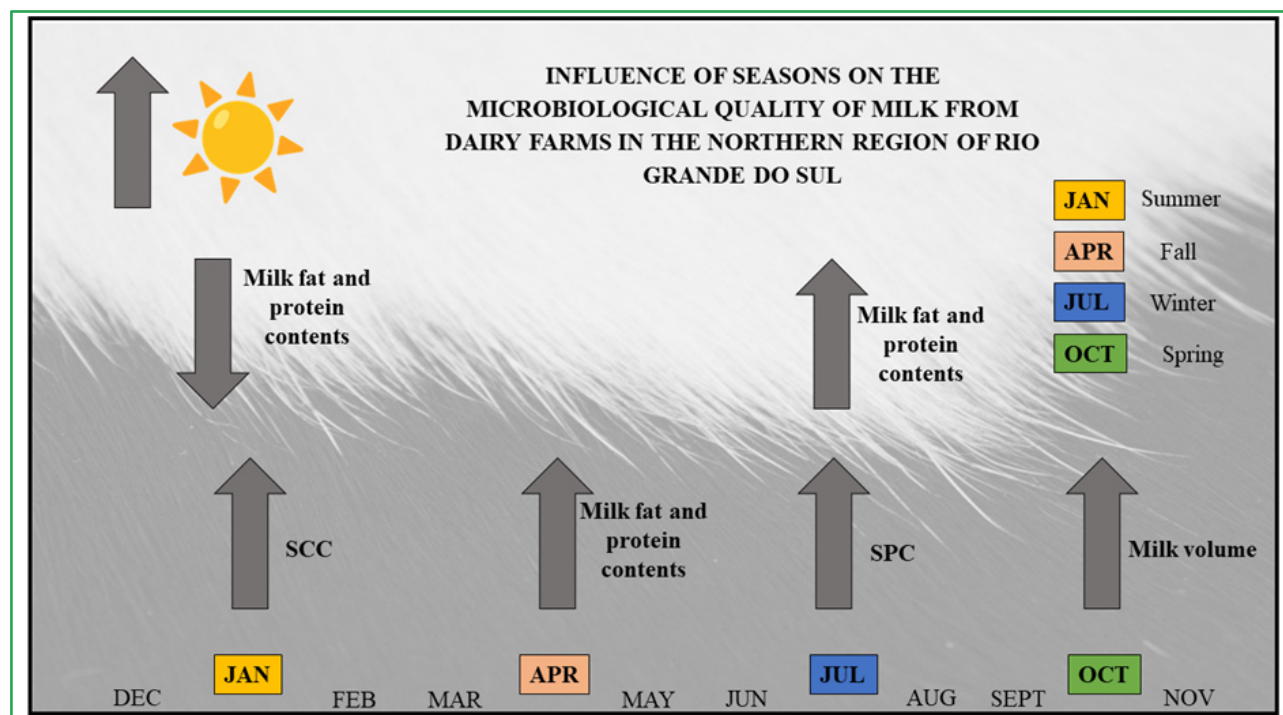 INFLUENCE OF SEASONS ON THE
MICROBIOLOGICAL QUALITY OF MILK FROM
DAIRY FARMS IN THE NORTHERN REGION OF RIO
GRANDE DO SUL
JAN Summer
APR Fall
JUL Winter
OCT Spring
Milk fat and
protein
contents
Milk fat and
protein
contents
SCC
Milk fat and
protein
contents
SPC
Milk volume
DEC JAN FEB MAR APR MAY JUN JUL AUG SEPT OCT NOV